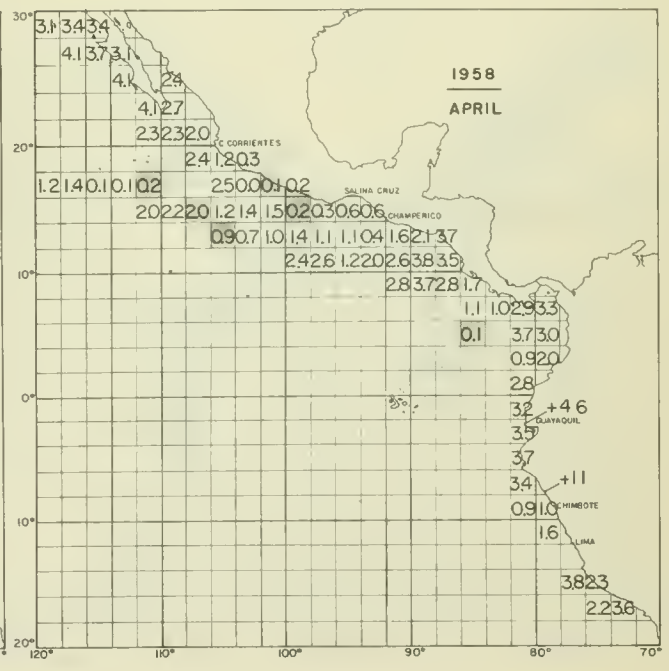 30°
3.1 3.4 3.4
4.1 3.7 3.1
4.1 2.4
1958
APRIL
4.1 2.7
2.3 2.3 2.0
20°
C CORRIENTES
2.4 1.2 0.3
1.2 1.4 0.1 0.1 0.2 2.5 0.0 0.1 0.2
SALINA CRUZ
2.0 2.2 2.0 1.2 1.4 1.5 0.2 0.3 0.6 0.6
CHAMPERICO
0.9 0.7 1.0 1.4 1.1 1.1 0.4 1.6 2.1 3.7
2.4 2.6 1.2 2.0 2.6 3.8 3.5
10°
2.8 3.7 2.8 1.7
1.1 1.0 2.9 3.3
0.1 3.7 3.0
0.9 2.0
2.8
0°
3.2 +4.6
GUAYAQUIL
3.5
3.7
3.4 +11
0.9 1.0 CHIMBOTE
10°
1.6
LIMA
3.8 2.3
2.2 3.6
20°
120° 110° 100° 90° 80° 70°